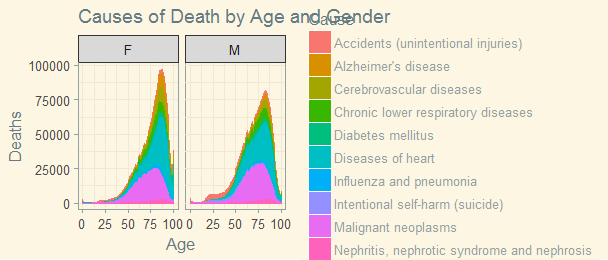 Causes of Death by Age and Gender
Cause
F
M
Accidents (unintentional injuries)
Alzheimer's disease
Cerebrovascular diseases
Chronic lower respiratory diseases
Diabetes mellitus
Diseases of heart
Influenza and pneumonia
Intentional self-harm (suicide)
Malignant neoplasms
Nephritis, nephrotic syndrome and nephrosis
Deaths
100000
75000
50000
25000
0
0 25 50 75 100
0 25 50 75 100
Age